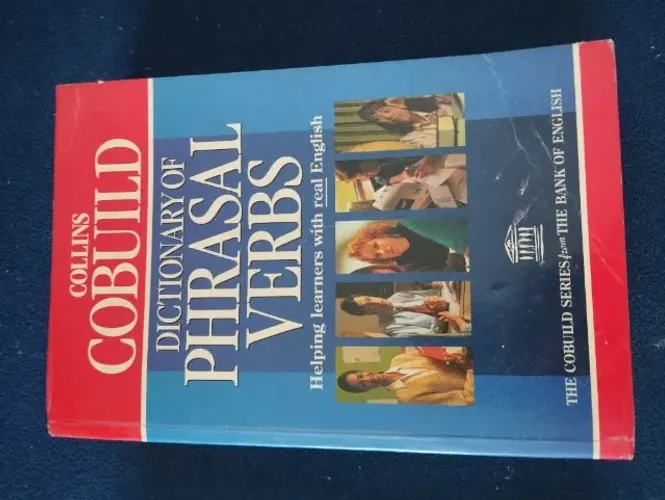 COLLINS
COBUILD
DICTIONARY OF
PHRASAL
VERBS
Helping learners with real English
THE COBUILD SERIES from THE BANK OF ENGLISH